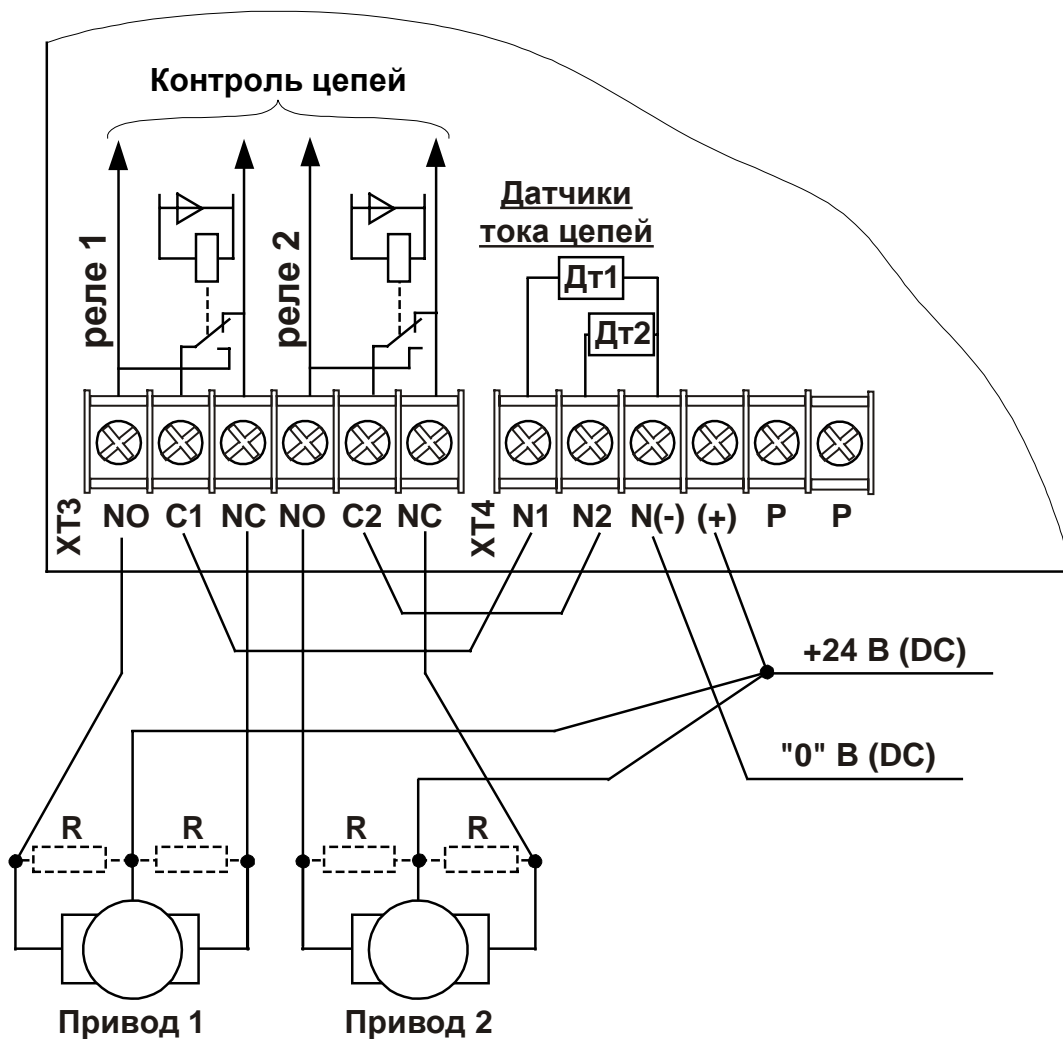 Контроль цепей
реле 1
реле 2
Датчики
тока цепей
Дт1
Дт2
XT3
NO C1 NC NO C2 NC
XT4
N1 N2 N(-) (+) P P
+24 В (DC)
"0" В (DC)
R R R R
Привод 1 Привод 2